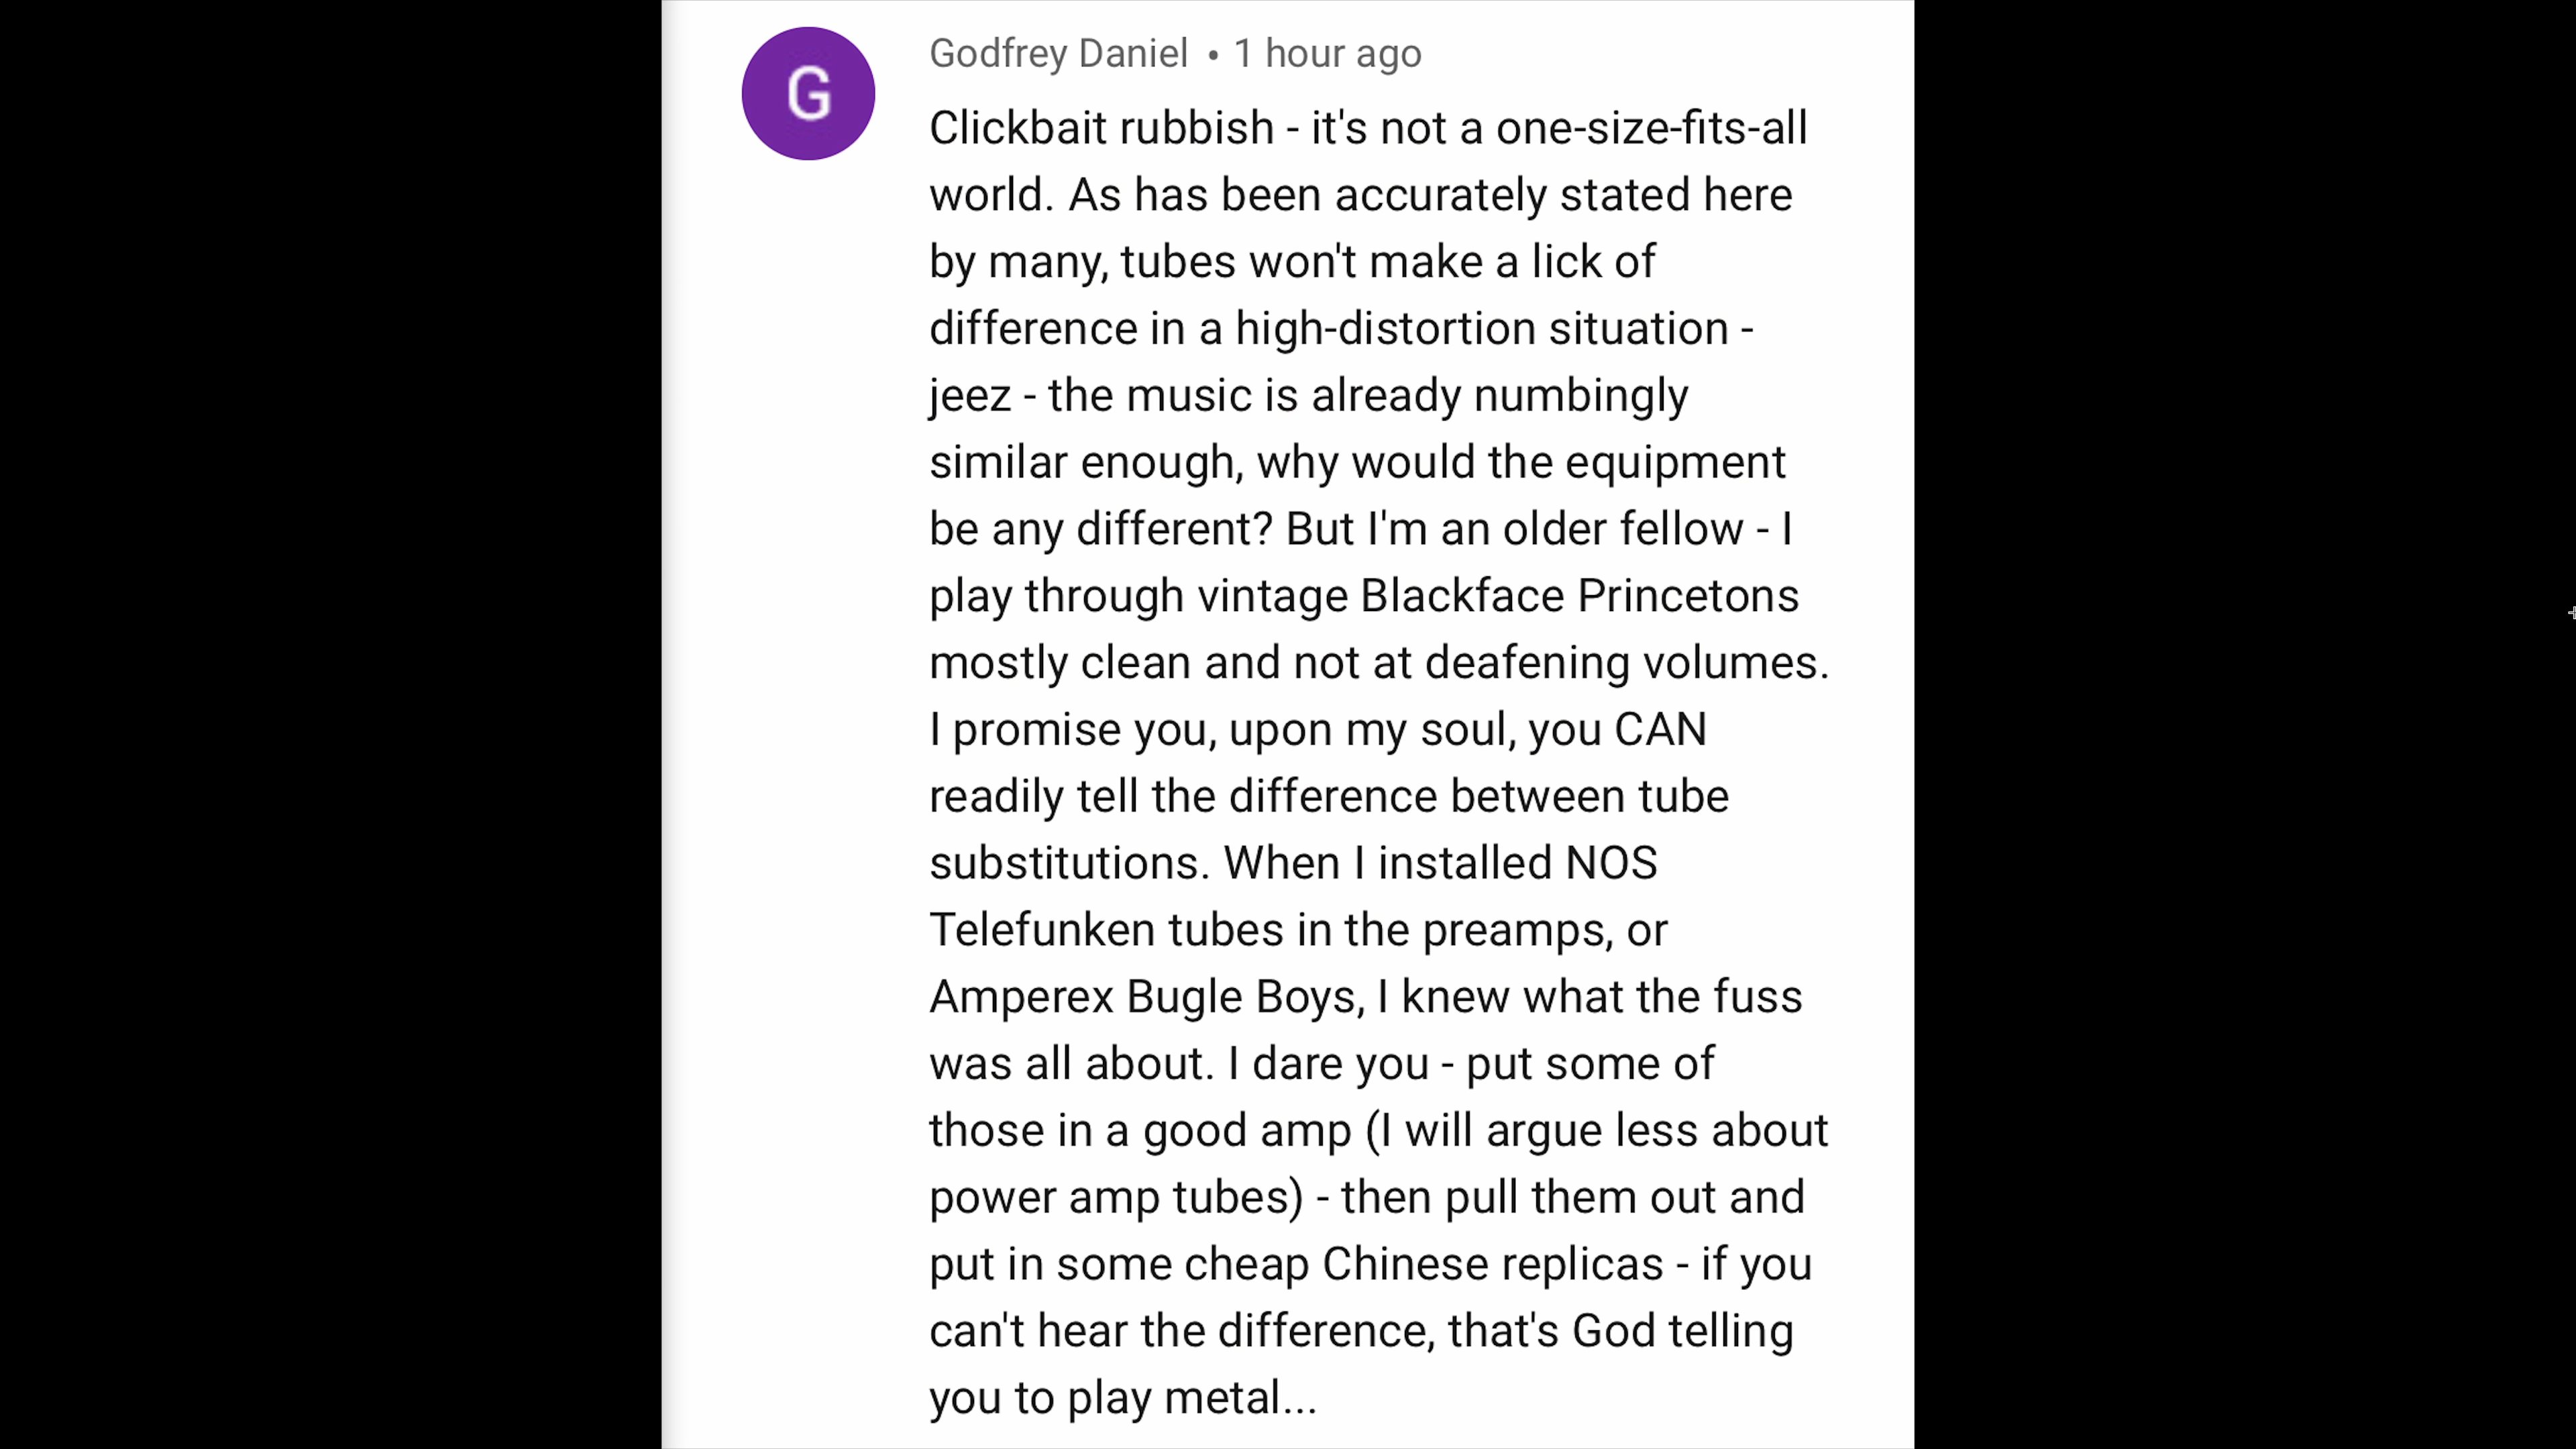 G
Godfrey Daniel • 1 hour ago
Clickbait rubbish - it's not a one-size-fits-all
world. As has been accurately stated here
by many, tubes won't make a lick of
difference in a high-distortion situation -
jeez - the music is already numbingly
similar enough, why would the equipment
be any different? But I'm an older fellow - I
play through vintage Blackface Princetons
mostly clean and not at deafening volumes.
I promise you, upon my soul, you CAN
readily tell the difference between tube
substitutions. When I installed NOS
Telefunken tubes in the preamps, or
Amperex Bugle Boys, I knew what the fuss
was all about. I dare you - put some of
those in a good amp (I will argue less about
power amp tubes) - then pull them out and
put in some cheap Chinese replicas - if you
can't hear the difference, that's God telling
you to play metal...